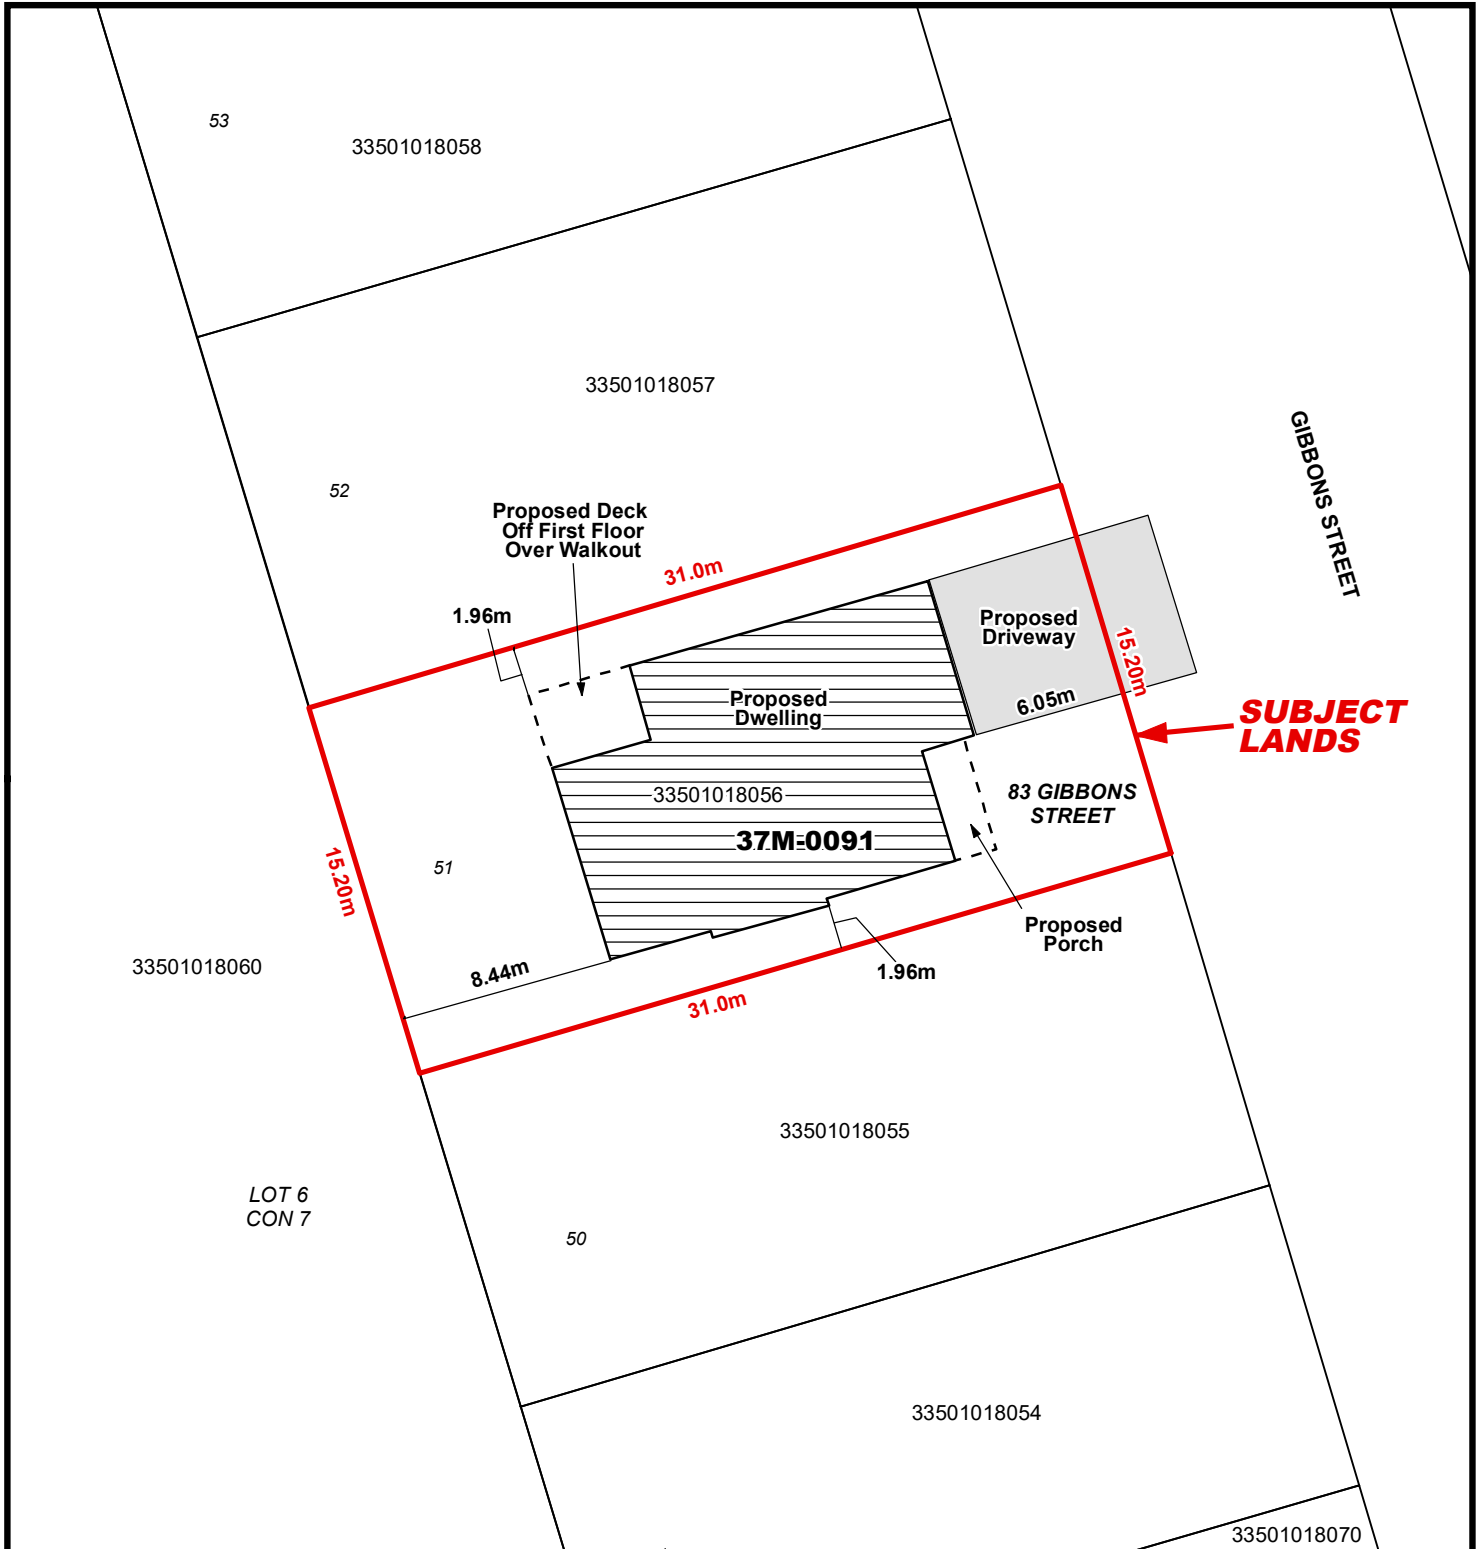 53
33501018058
33501018057
GIBBONS STREET
52
Proposed Deck
Off First Floor
Over Walkout
31.0m
1.96m
Proposed
Driveway
15.20m
6.05m
Proposed
Dwelling
SUBJECT
LANDS
33501018056
83 GIBBONS
STREET
37M-0091
51
15.20m
Proposed
Porch
33501018060
8.44m
1.96m
31.0m
33501018055
LOT 6
CON 7
50
33501018054
33501018070